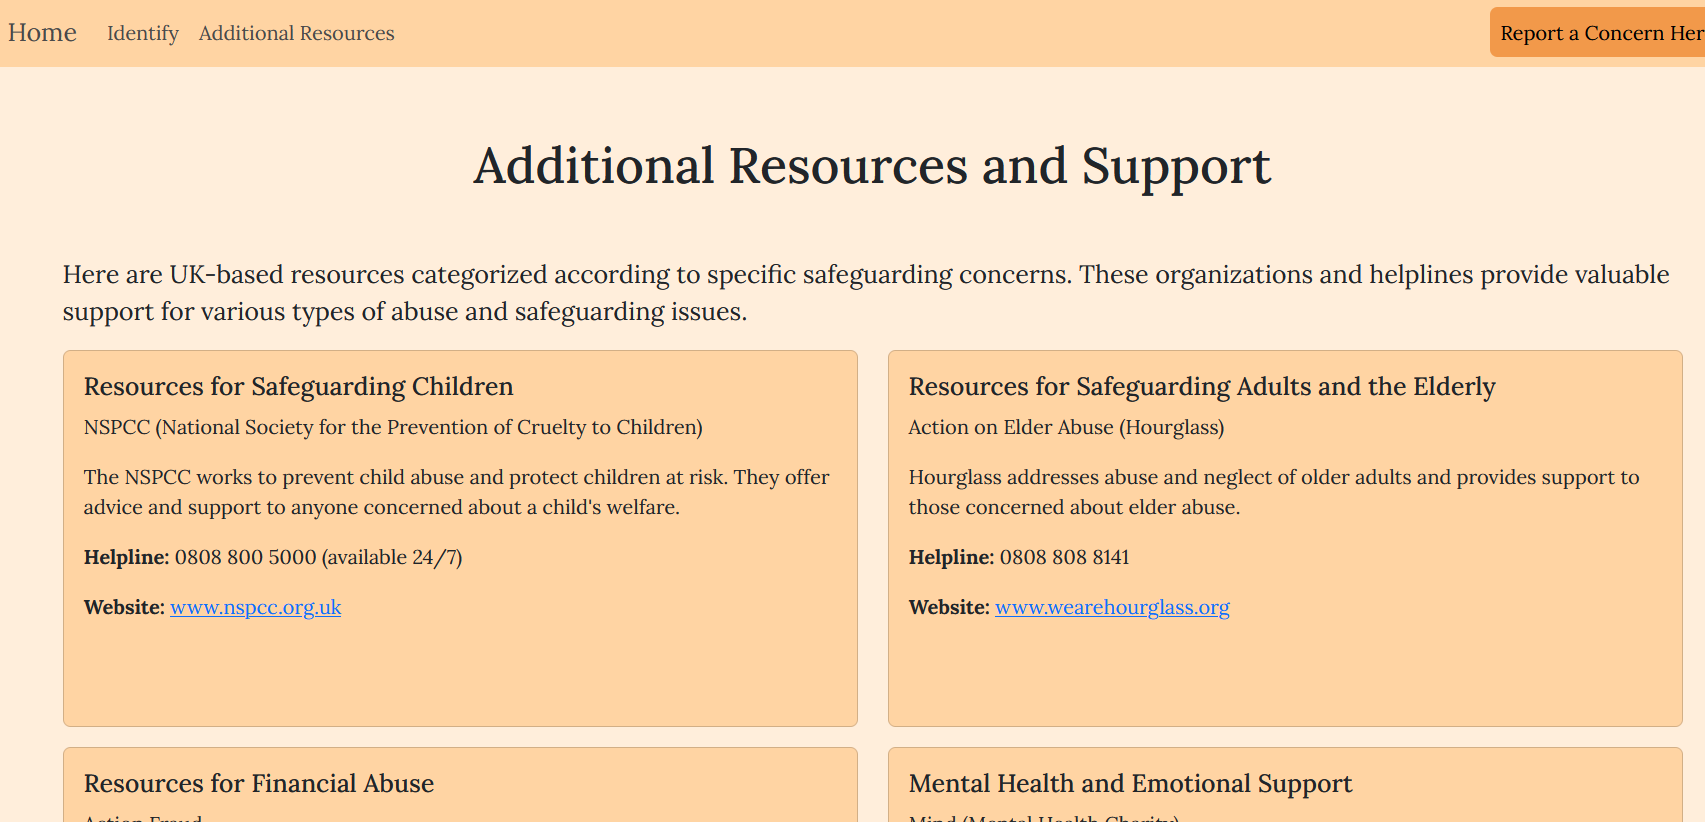 Home Identify Additional Resources Report a Concern Her
Additional Resources and Support
Here are UK-based resources categorized according to specific safeguarding concerns. These organizations and helplines provide valuable
support for various types of abuse and safeguarding issues.
Resources for Safeguarding Children
NSPCC (National Society for the Prevention of Cruelty to Children)
The NSPCC works to prevent child abuse and protect children at risk. They offer
advice and support to anyone concerned about a child's welfare.
Helpline: 0808 800 5000 (available 24/7)
Website: www.nspcc.org.uk
Resources for Safeguarding Adults and the Elderly
Action on Elder Abuse (Hourglass)
Hourglass addresses abuse and neglect of older adults and provides support to
those concerned about elder abuse.
Helpline: 0808 808 8141
Website: www.wearehourglass.org
Resources for Financial Abuse
Action Fraud
Mental Health and Emotional Support
Mind (Mental Health Charity)